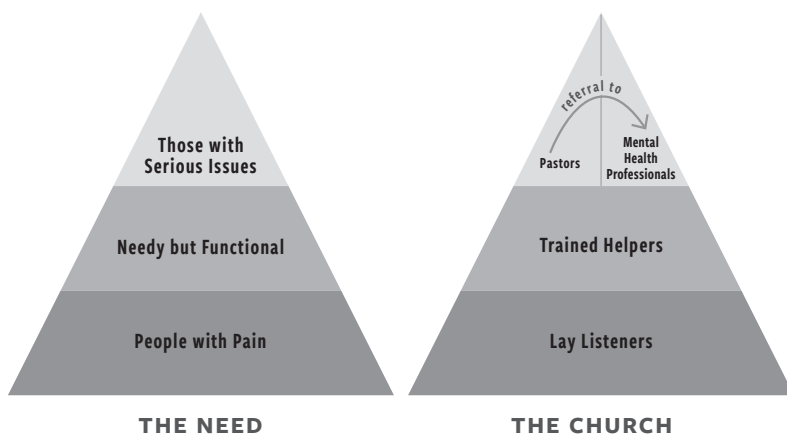 Those with
Serious Issues
Needy but Functional
People with Pain
THE NEED
referral to
Pastors
Mental
Health
Professionals
Trained Helpers
Lay Listeners
THE CHURCH